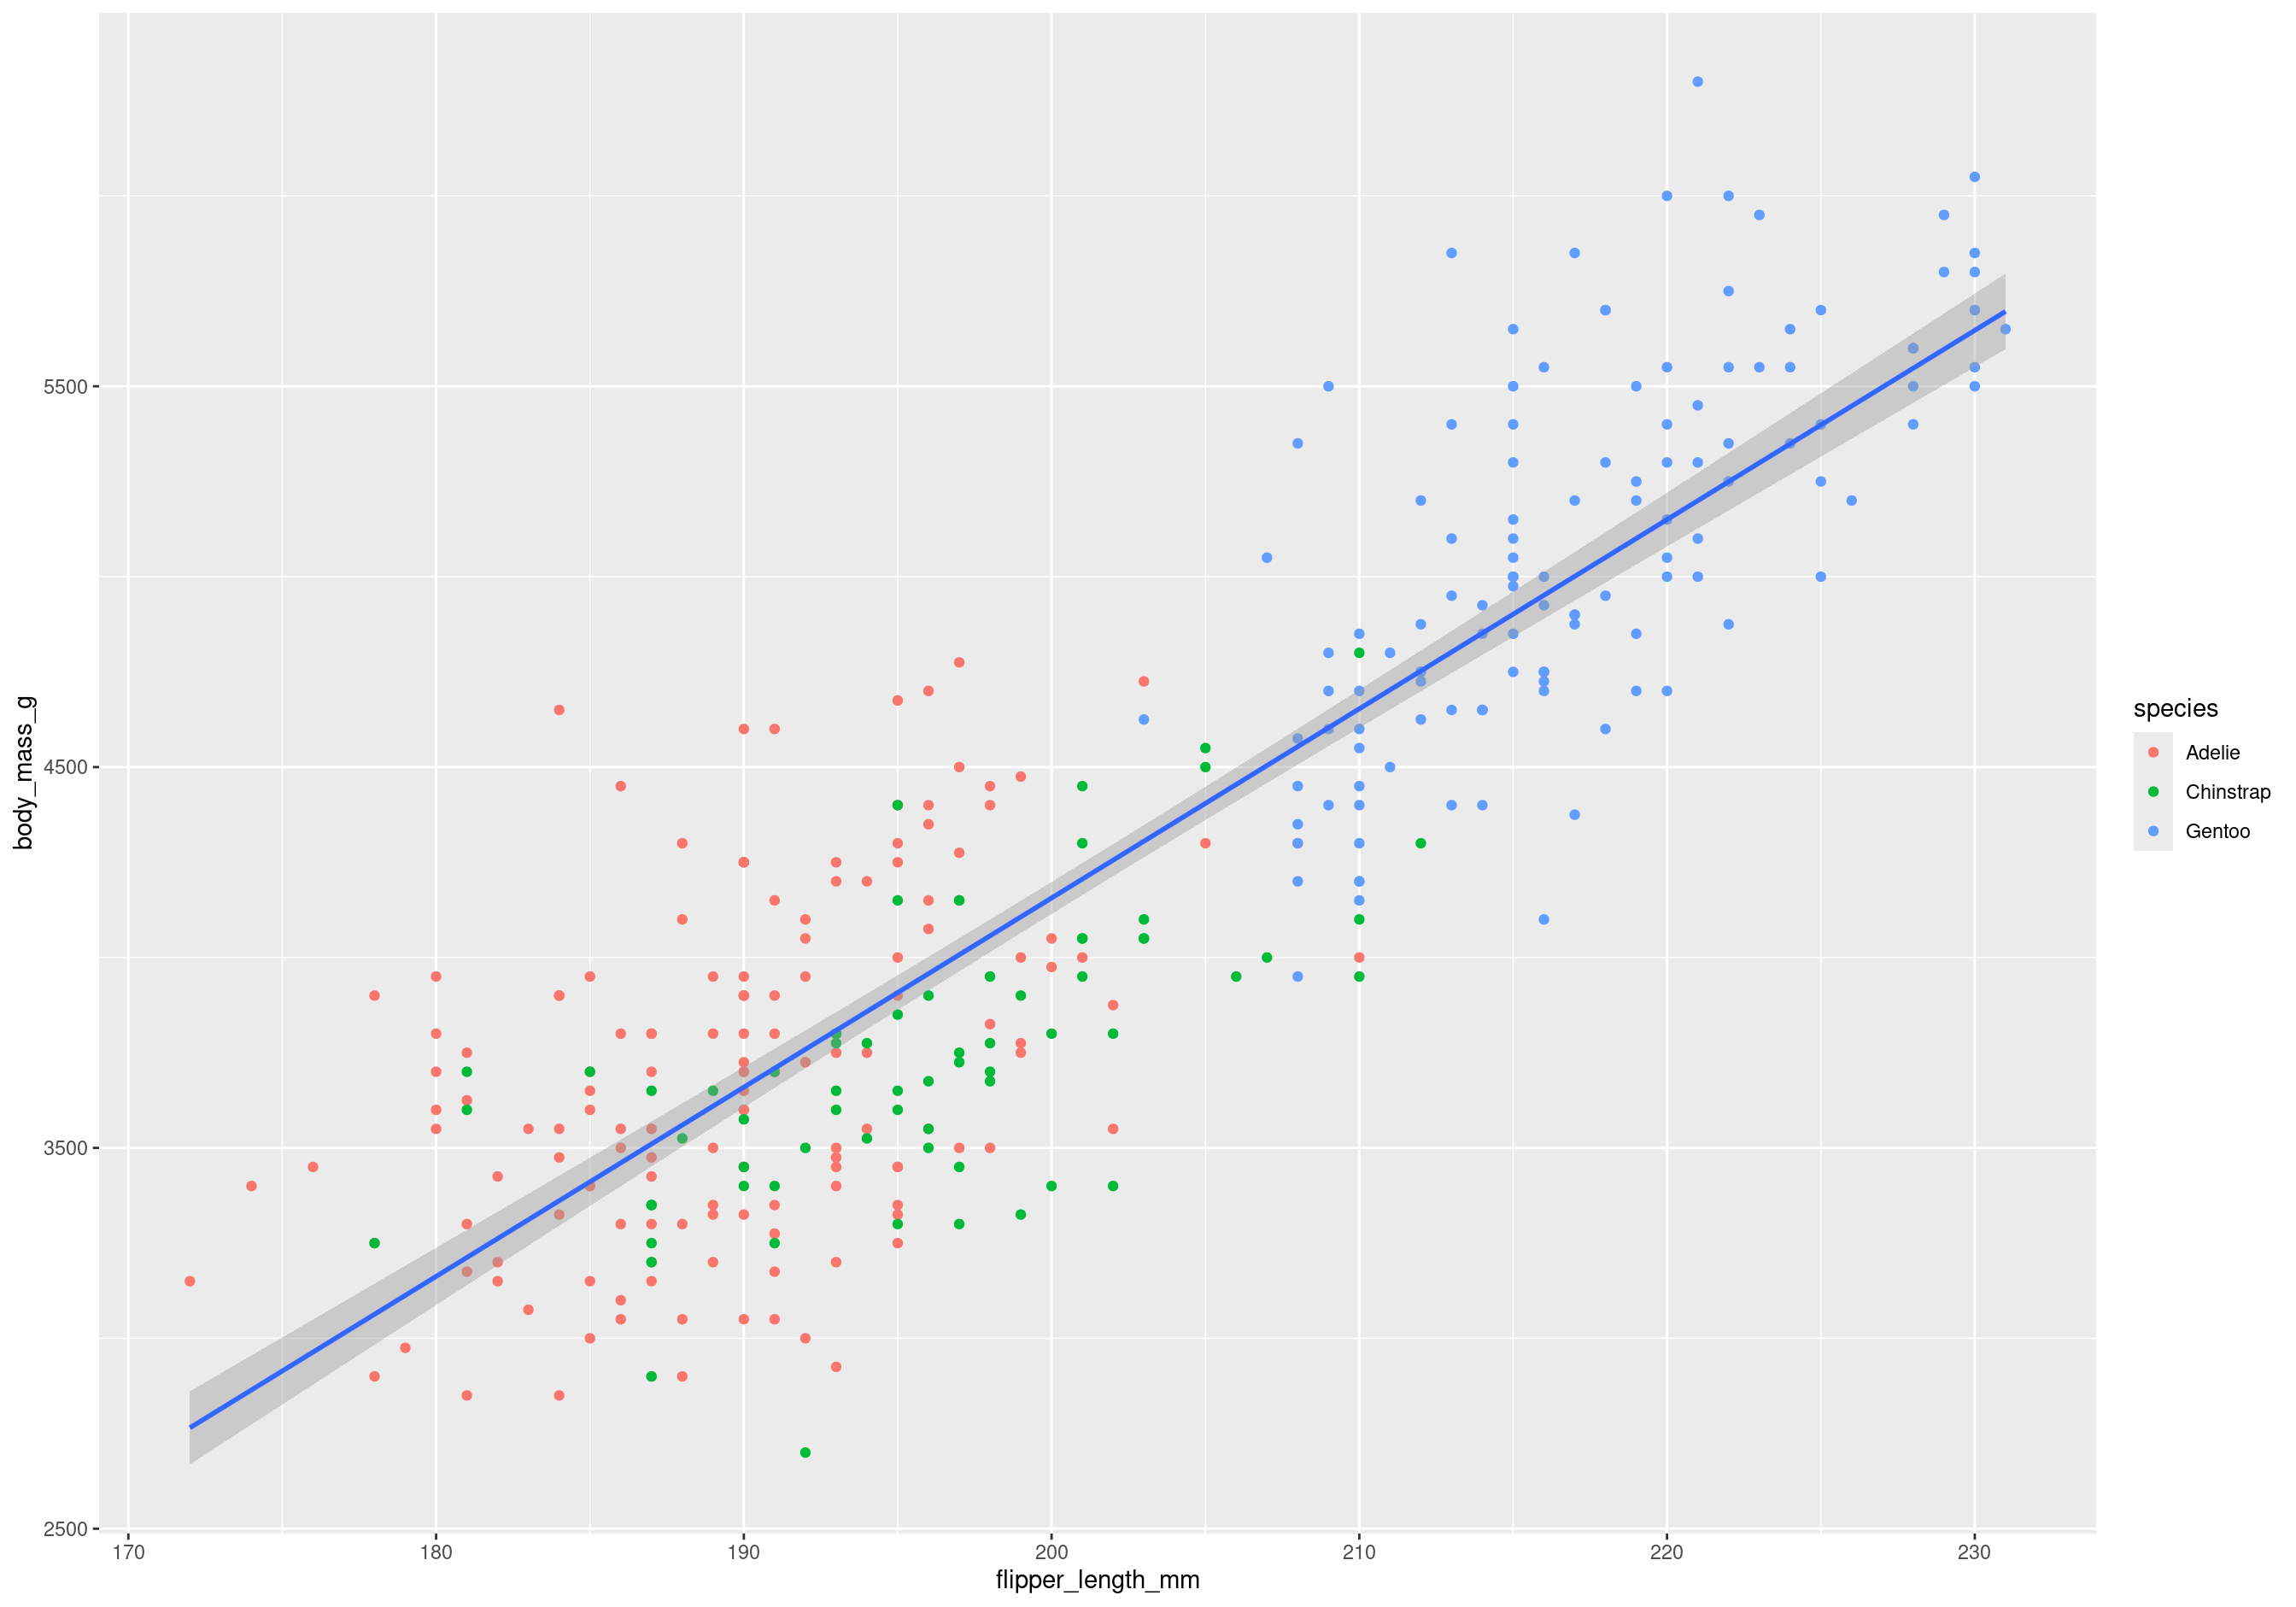 5500
4500
3500
2500
body_mass_g
170 180 190 200 210 220 230
flipper_length_mm
species
Adelie
Chinstrap
Gentoo